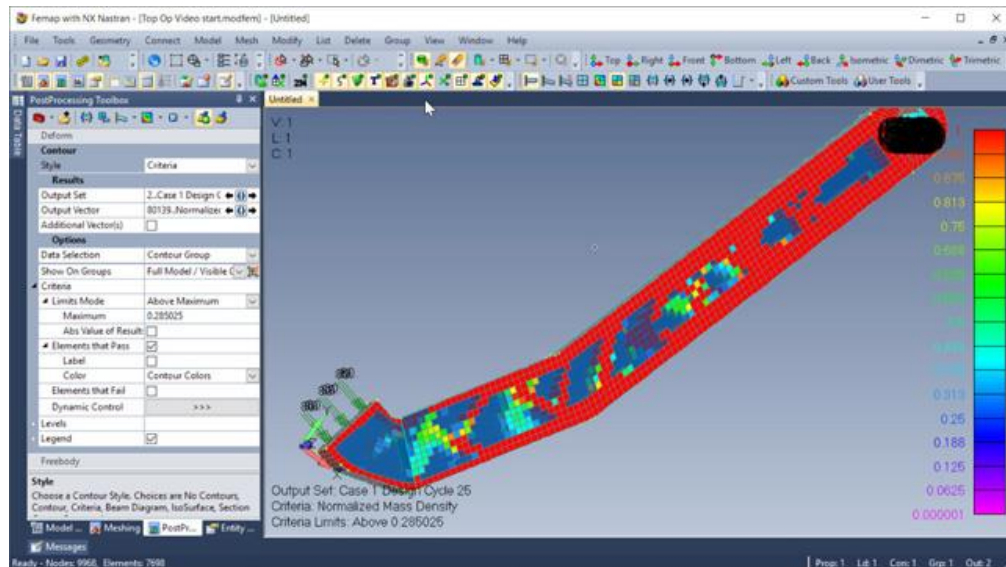 Femap with NX Nastran - [Top Op Video start.modfem] - [Untitled]
File Tools Geometry Connect Model Mesh Modify List Delete Group View Window Help
Top Right Front Bottom Left Back Isometric Dimetric Trimetric
Custom Tools User Tools
PostProcessing Toolbox
Untitled
Data Table
Deform
Contour
Style Criteria
Results
Output Set 2..Case 1 Design C
Output Vector 80139..Normalized
Additional Vector(s)
Options
Data Selection Contour Group
Show On Groups Full Model / Visible
Criteria
Limits Mode Above Maximum
Maximum 0.285025
Abs Value of Result
Elements that Pass
Label
Color Contour Colors
Elements that Fail
Dynamic Control >>>
Levels
Legend
Freebody
Style
Choose a Contour Style. Choices are No Contours,
Contour, Criteria, Beam Diagram, IsoSurface, Section
Model ... Meshing PostPr... Entity ...
Messages
Ready - Nodes: 9968, Elements: 7698
V: 1
L: 1
C: 1
1
0.875
0.813
0.75
0.313
0.25
0.188
0.125
0.0625
0.000001
Output Set: Case 1 Design Cycle 25
Criteria: Normalized Mass Density
Criteria Limits: Above 0.285025
Prop: 1 Ld: 1 Con: 1 Grp: 1 Out: 2